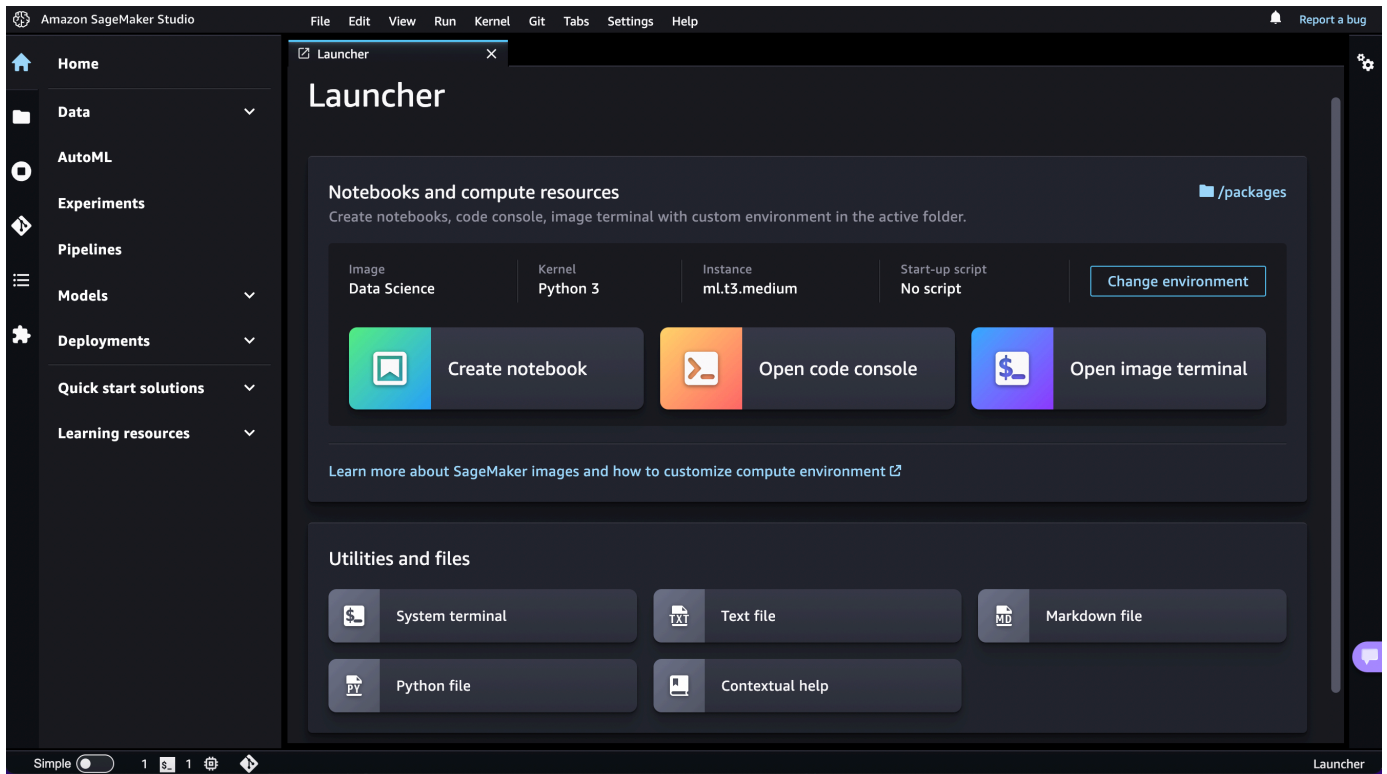 Amazon SageMaker Studio
File Edit View Run Kernel Git Tabs Settings Help
Report a bug
Home
Data
AutoML
Experiments
Pipelines
Models
Deployments
Quick start solutions
Learning resources
Launcher
Launcher
Notebooks and compute resources
/packages
Create notebooks, code console, image terminal with custom environment in the active folder.
Image
Data Science
Kernel
Python 3
Instance
ml.t3.medium
Start-up script
No script
Change environment
Create notebook
>_
Open code console
$_
Open image terminal
Learn more about SageMaker images and how to customize compute environment
Utilities and files
$_
System terminal
TXT
Text file
MD
Markdown file
PY
Python file
Contextual help
Simple 1 $_ 1
Launcher